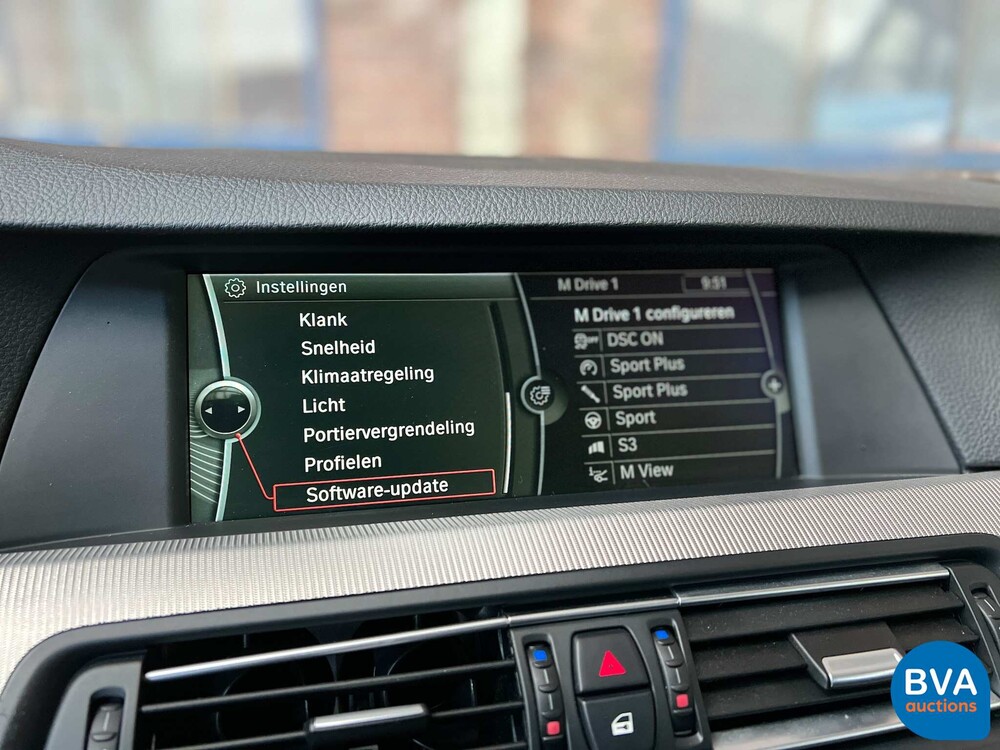 Instellingen
Klank
Snelheid
Klimaatregeling
Licht
Portiervergrendeling
Profielen
Software-update
M Drive 1 9:51
M Drive 1 configureren
DSC ON
Sport Plus
Sport Plus
Sport
S3
M View
BVA
auctions